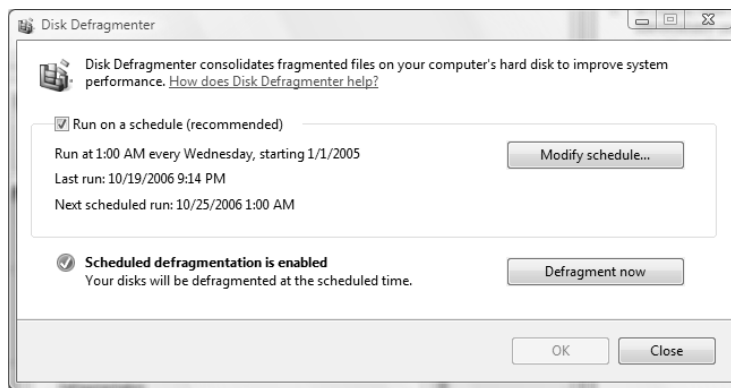 Disk Defragmenter
Disk Defragmenter consolidates fragmented files on your computer's hard disk to improve system
performance. How does Disk Defragmenter help?
Run on a schedule (recommended)
Run at 1:00 AM every Wednesday, starting 1/1/2005
Modify schedule...
Last run: 10/19/2006 9:14 PM
Next scheduled run: 10/25/2006 1:00 AM
Scheduled defragmentation is enabled
Your disks will be defragmented at the scheduled time.
Defragment now
OK
Close